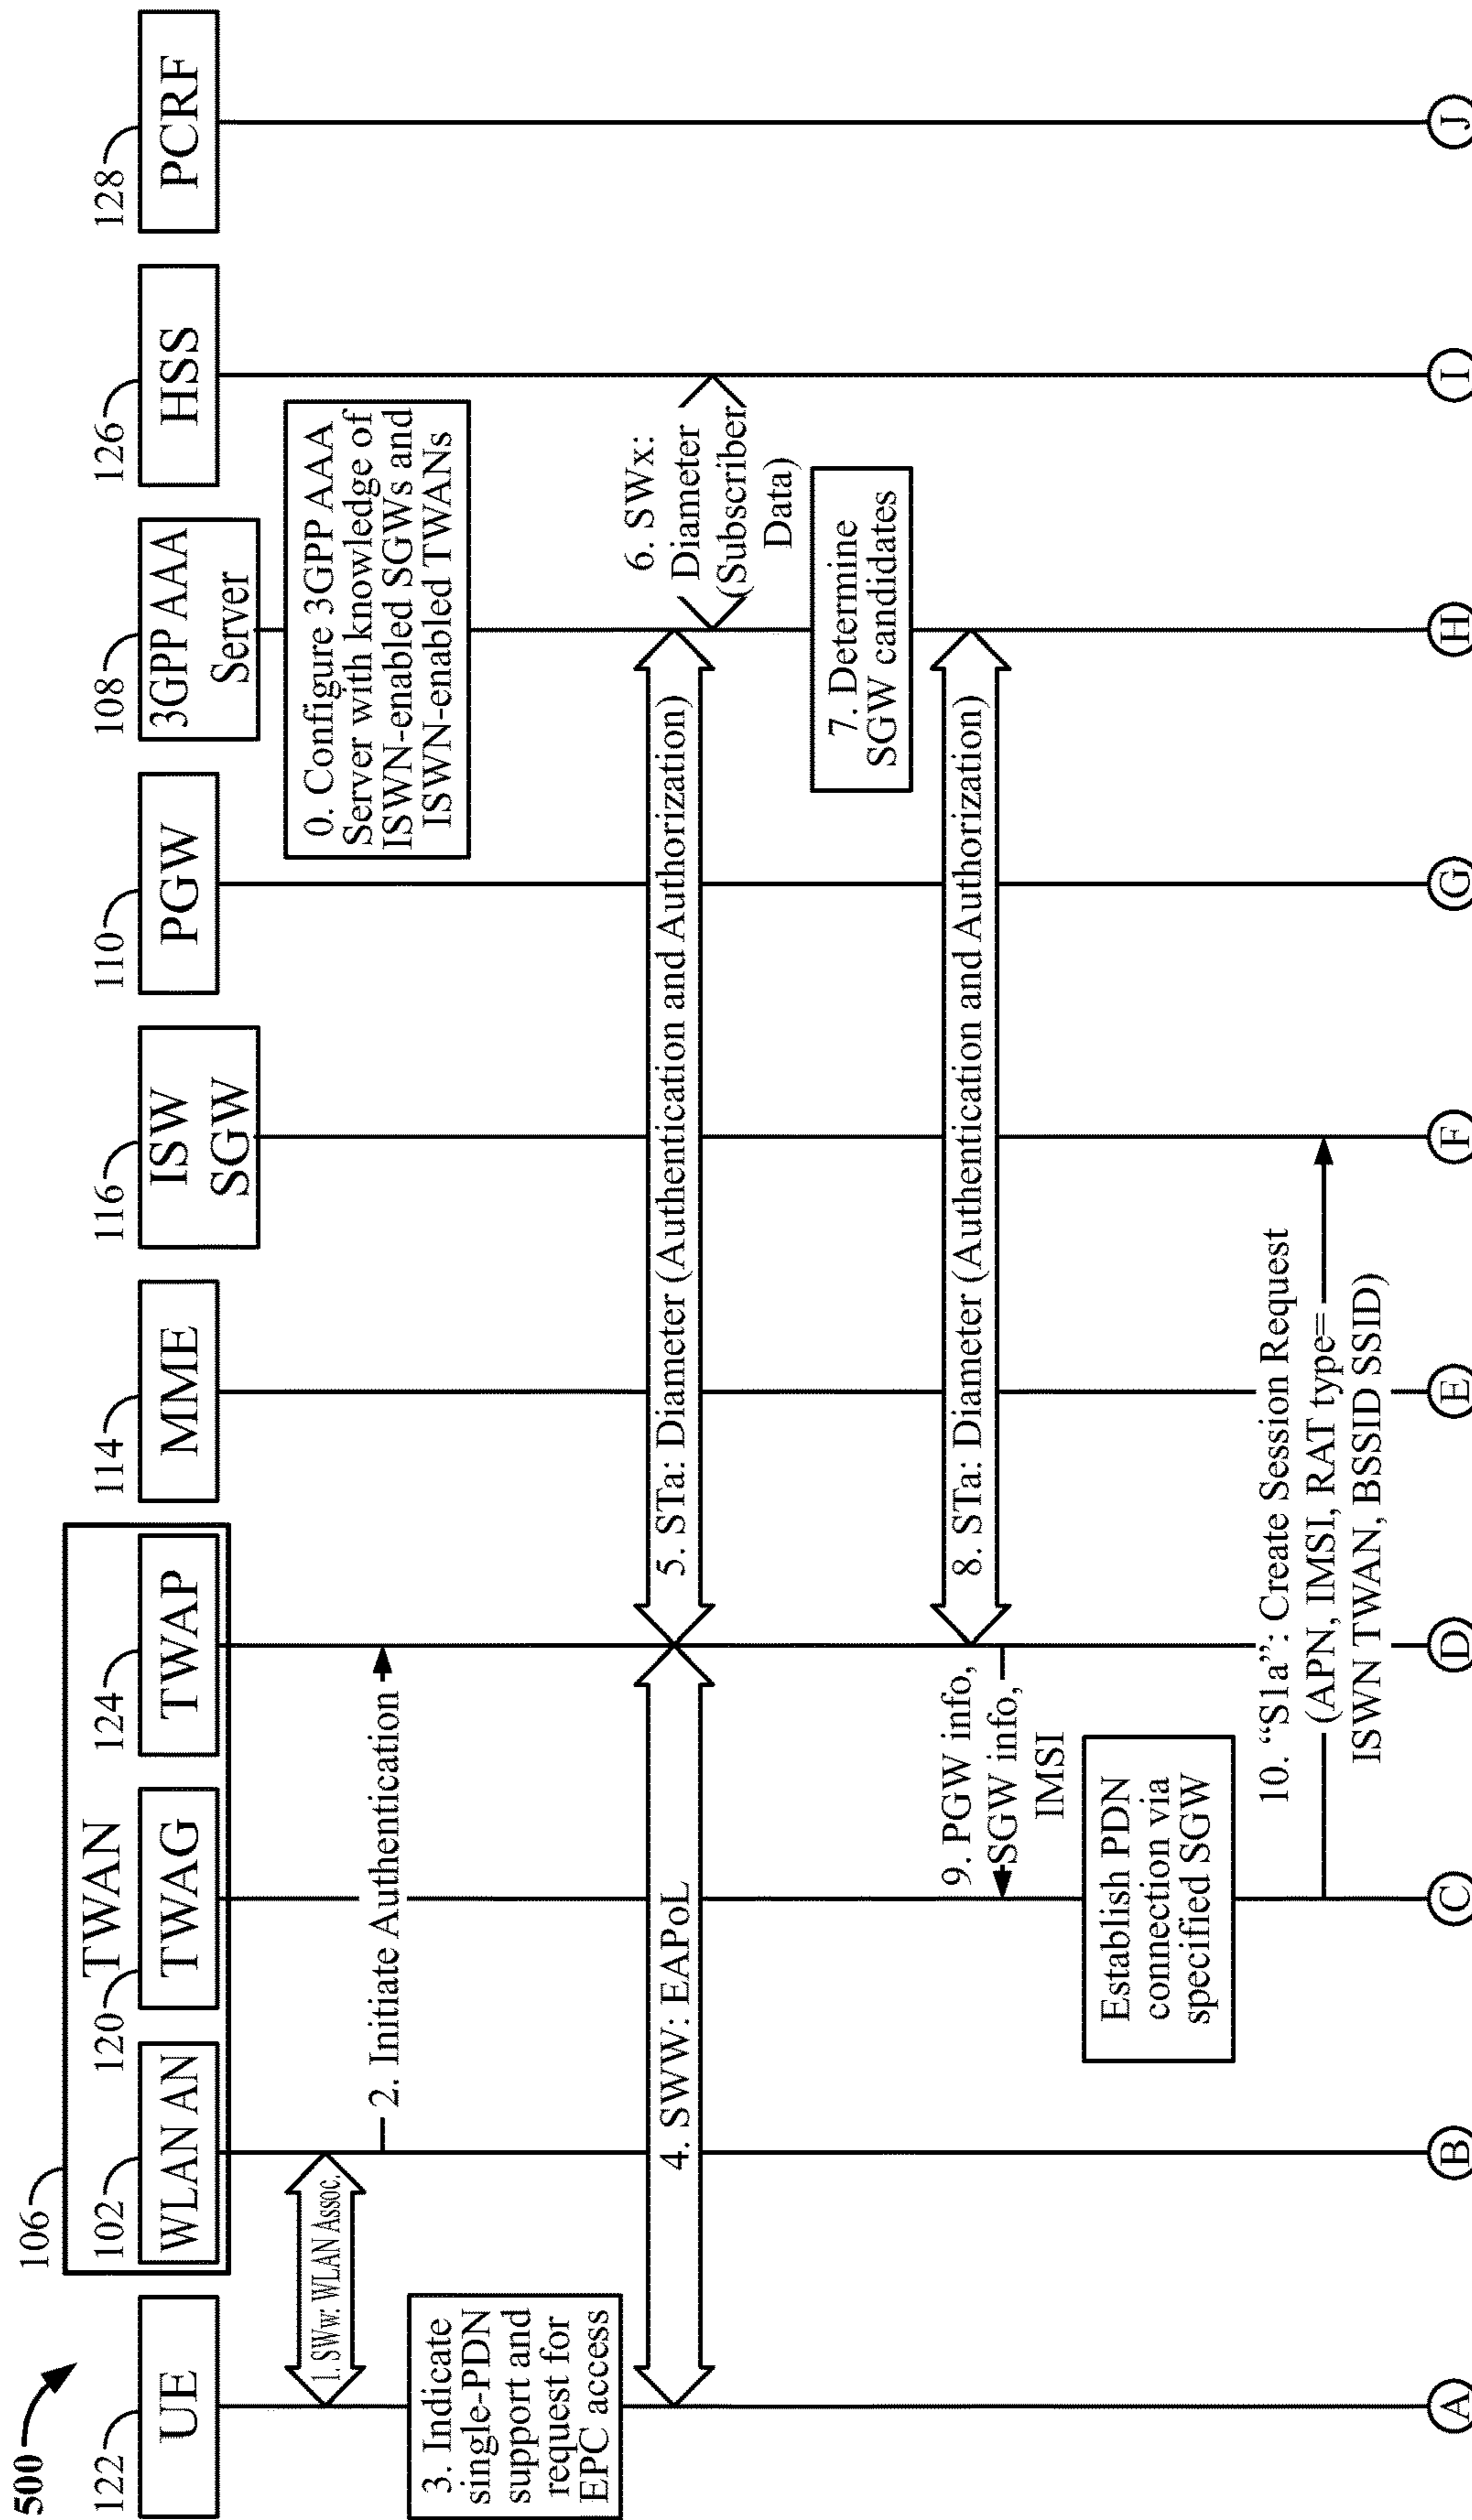 500
106
TWAN
122
UE
102
WLAN AN
120
TWAG
124
TWAP
114
MME
116
ISW
SGW
110
PGW
108
3GPP AAA
Server
126
HSS
128
PCRF
0. Configure 3GPP AAA
Server with knowledge of
ISWN-enabled SGWs and
ISWN-enabled TWANs
1. SWw: WLAN Assoc.
2. Initiate Authentication
3. Indicate
single-PDN
support and
request for
EPC access
4. SWW: EAPoL
5. STa: Diameter (Authentication and Authorization)
6. SWx:
Diameter
(Subscriber
Data)
7. Determine
SGW candidates
8. STa: Diameter (Authentication and Authorization)
9. PGW info,
SGW info,
IMSI
Establish PDN
connection via
specified SGW
10. “S1a”: Create Session Request
(APN, IMSI, RAT type=
ISWN TWAN, BSSID SSID)
A
B
C
D
E
F
G
H
I
J